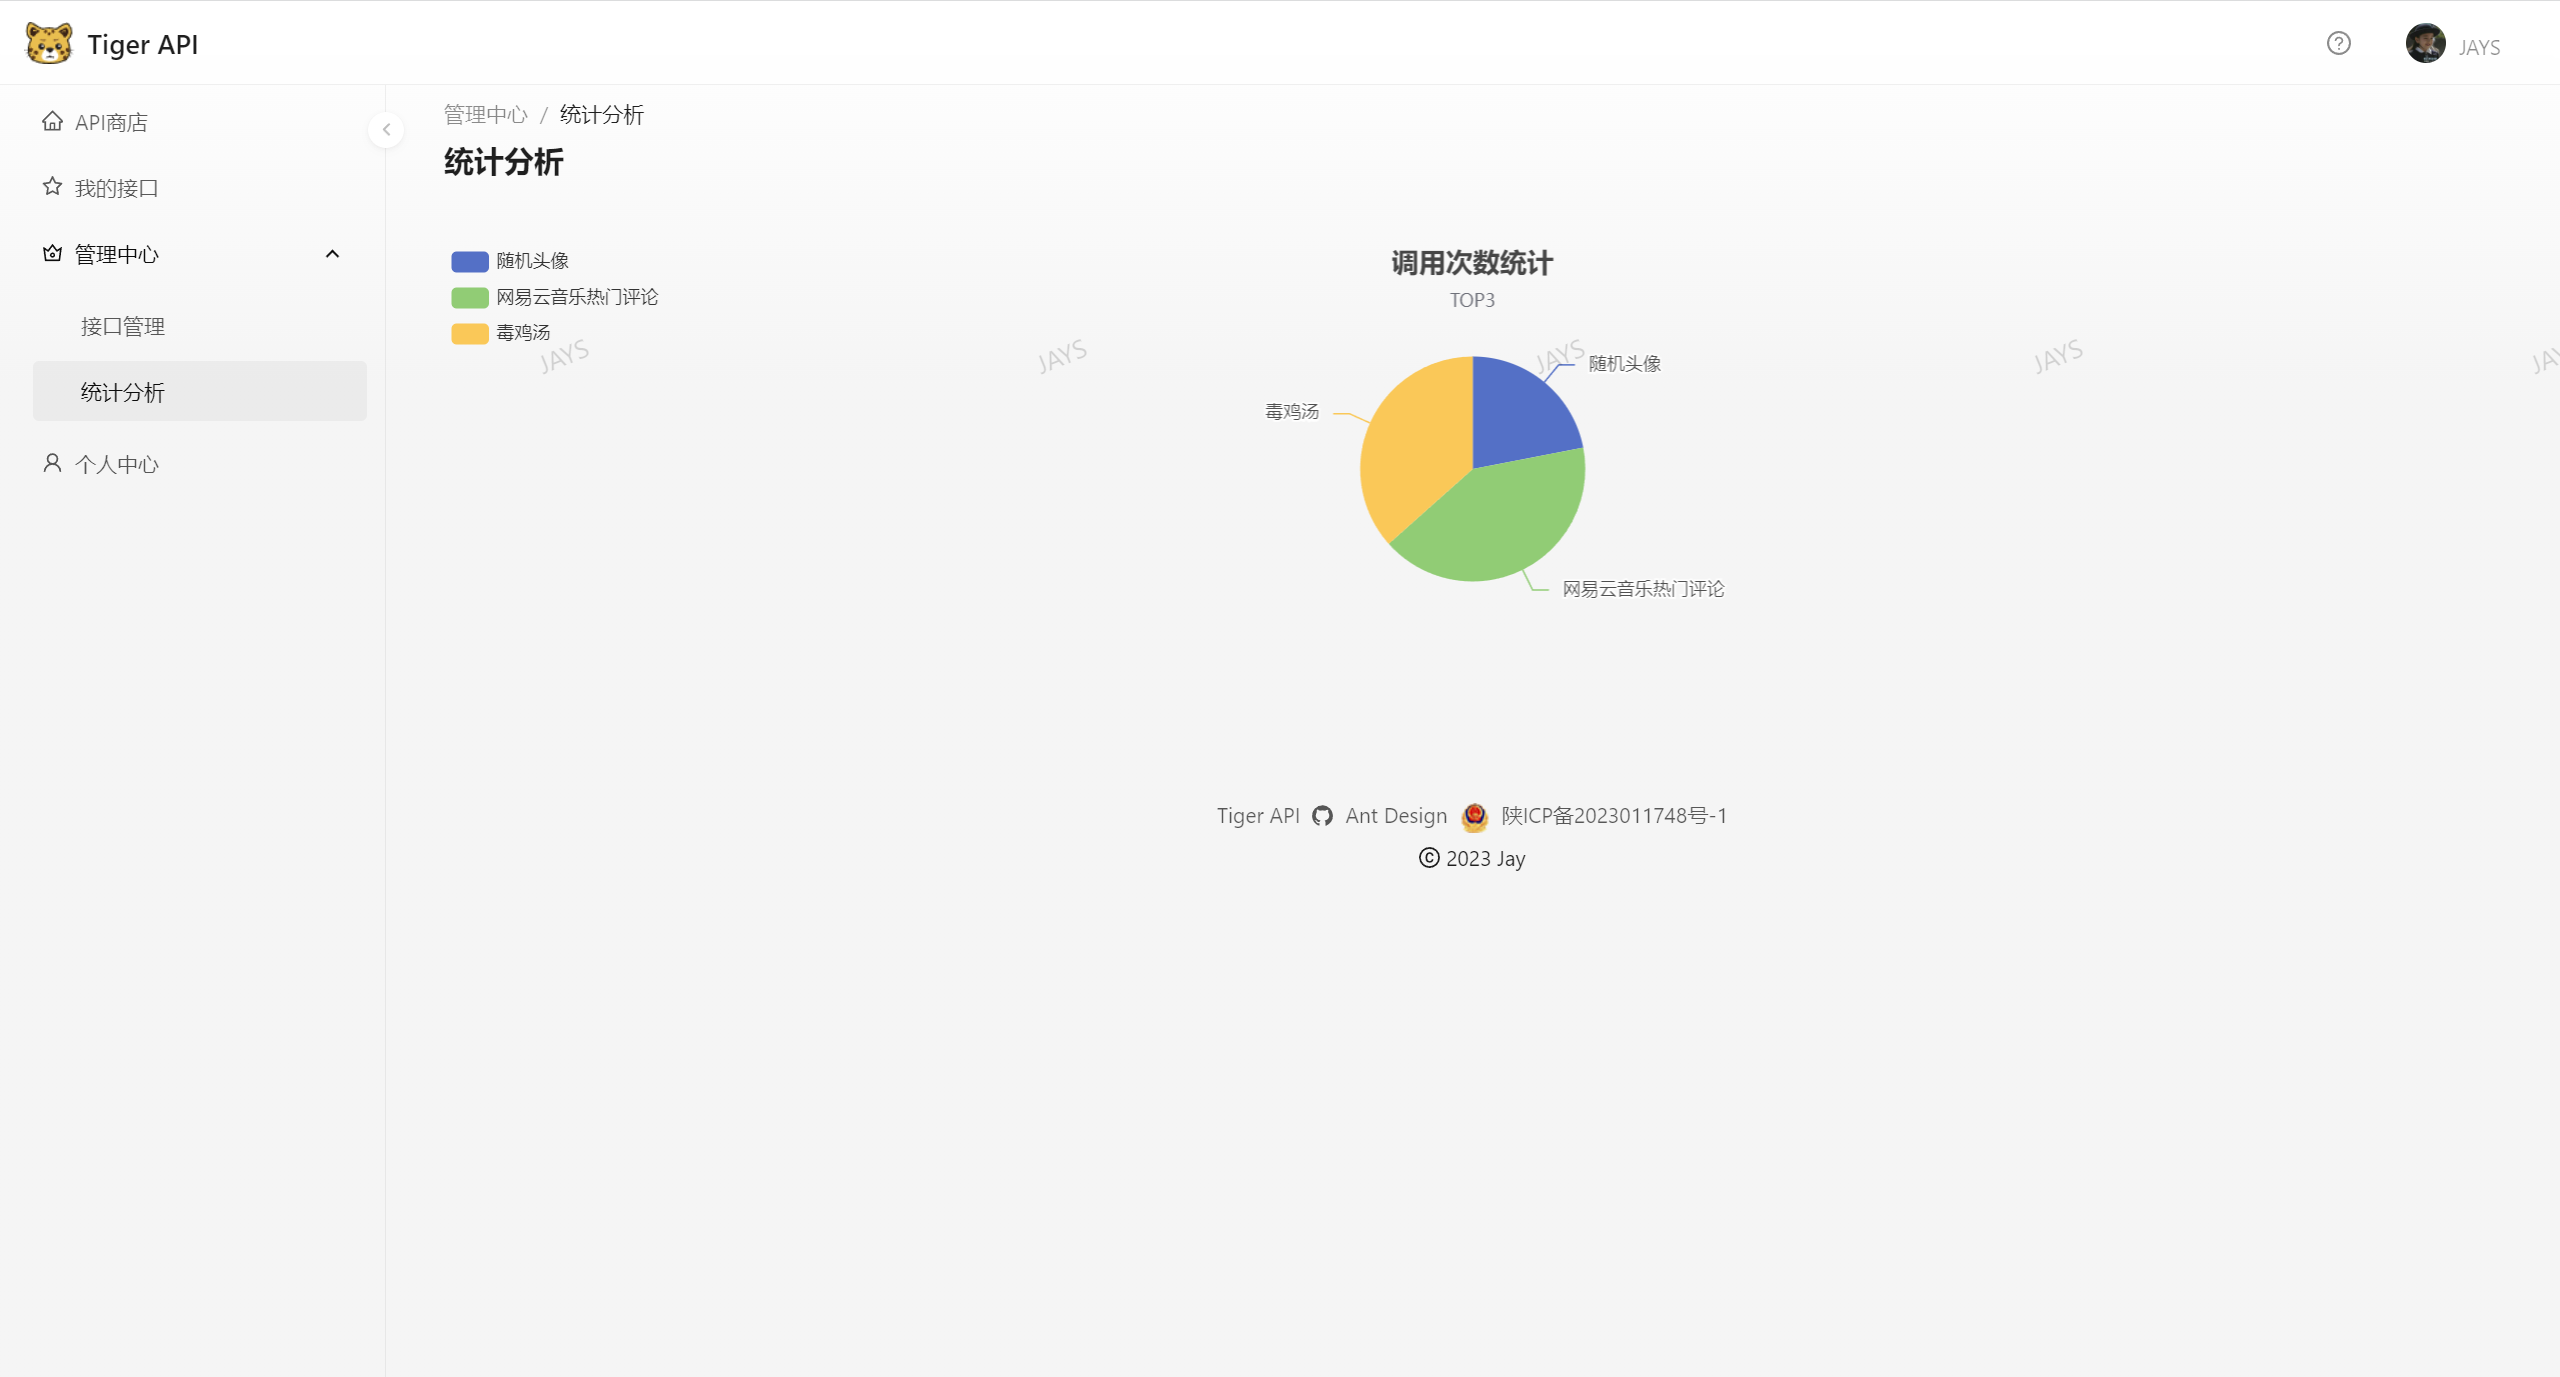 Tiger API
JAYS
API商店
我的接口
管理中心
接口管理
统计分析
个人中心
管理中心 / 统计分析
统计分析
随机头像
网易云音乐热门评论
毒鸡汤
调用次数统计
TOP3
JAYS
JAYS
JAYS
JAYS
JAY
随机头像
毒鸡汤
网易云音乐热门评论
Tiger API Ant Design 陕ICP备2023011748号-1
© 2023 Jay